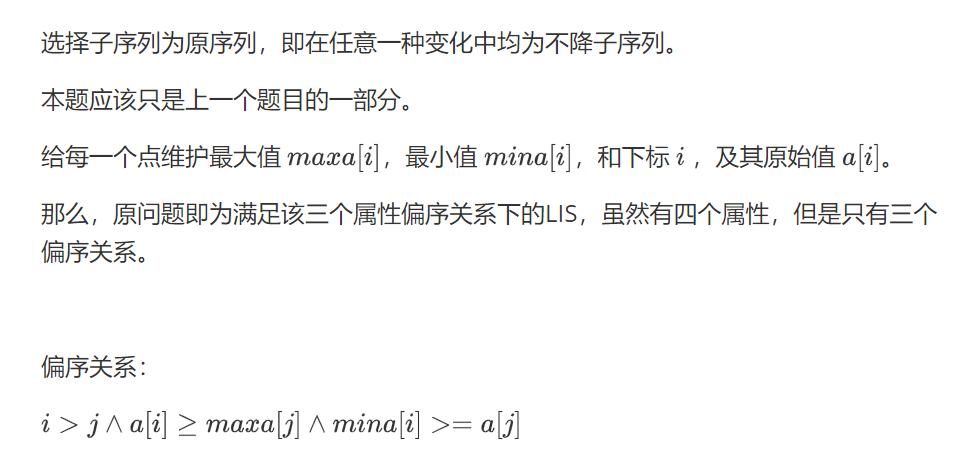 选择子序列为原序列，即在任意一种变化中均为不降子序列。
本题应该只是上一个题目的一部分。
给每一个点维护最大值 maxa[i]，最小值 mina[i]，和下标 i ，及其原始值 a[i]。
那么，原问题即为满足该三个属性偏序关系下的LIS，虽然有四个属性，但是只有三个
偏序关系。
偏序关系：
i > j ∧ a[i] ≥ maxa[j] ∧ mina[i] >= a[j]